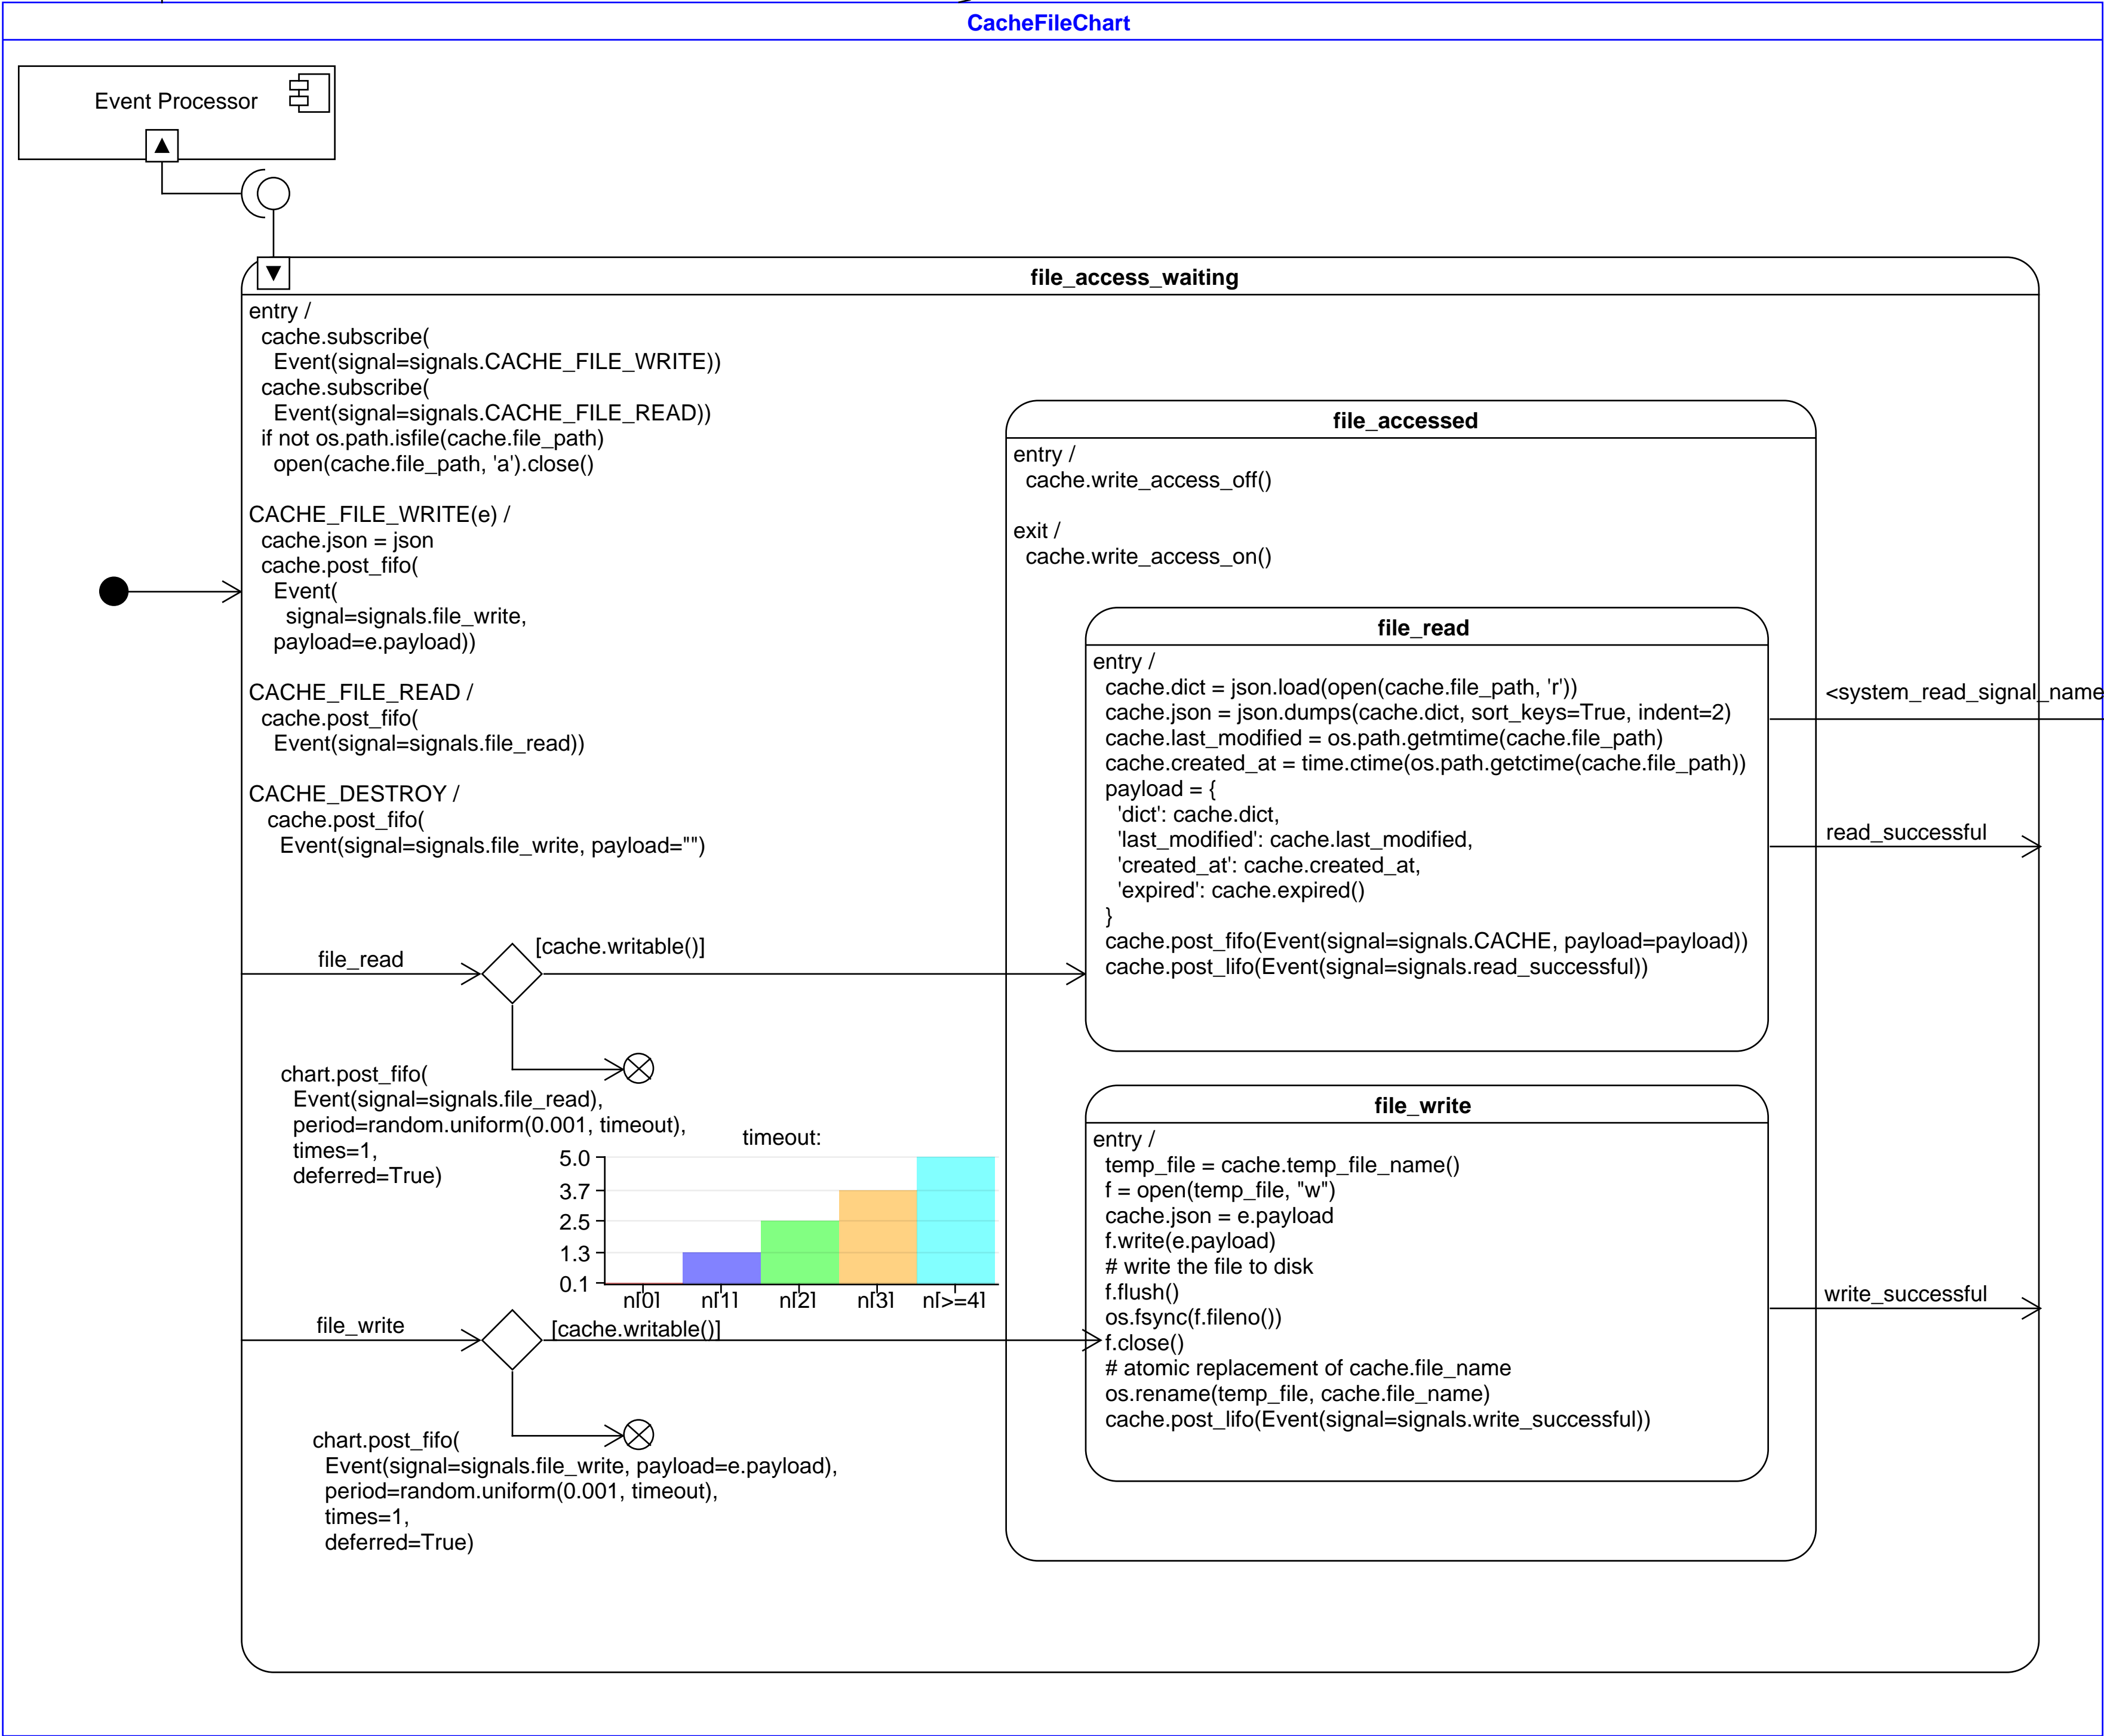 CacheFileChart
Event Processor
file_access_waiting
entry /
cache.subscribe(
Event(signal=signals.CACHE_FILE_WRITE))
cache.subscribe(
Event(signal=signals.CACHE_FILE_READ))
if not os.path.isfile(cache.file_path)
open(cache.file_path, 'a').close()
CACHE_FILE_WRITE(e) /
cache.json = json
cache.post_fifo(
Event(
signal=signals.file_write,
payload=e.payload))
CACHE_FILE_READ /
cache.post_fifo(
Event(signal=signals.file_read))
CACHE_DESTROY /
cache.post_fifo(
Event(signal=signals.file_write, payload="")
file_read
[cache.writable()]
chart.post_fifo(
Event(signal=signals.file_read),
period=random.uniform(0.001, timeout),
times=1,
deferred=True)
timeout:
5.0
3.7
2.5
1.3
0.1
n[0] n[1] n[2] n[3] n[>=4]
file_write
[cache.writable()]
chart.post_fifo(
Event(signal=signals.file_write, payload=e.payload),
period=random.uniform(0.001, timeout),
times=1,
deferred=True)
file_accessed
entry /
cache.write_access_off()
exit /
cache.write_access_on()
file_read
entry /
cache.dict = json.load(open(cache.file_path, 'r'))
cache.json = json.dumps(cache.dict, sort_keys=True, indent=2)
cache.last_modified = os.path.getmtime(cache.file_path)
cache.created_at = time.ctime(os.path.getctime(cache.file_path))
payload = {
'dict': cache.dict,
'last_modified': cache.last_modified,
'created_at': cache.created_at,
'expired': cache.expired()
}
cache.post_fifo(Event(signal=signals.CACHE, payload=payload))
cache.post_lifo(Event(signal=signals.read_successful))
<system_read_signal_name
read_successful
file_write
entry /
temp_file = cache.temp_file_name()
f = open(temp_file, "w")
cache.json = e.payload
f.write(e.payload)
# write the file to disk
f.flush()
os.fsync(f.fileno())
f.close()
# atomic replacement of cache.file_name
os.rename(temp_file, cache.file_name)
cache.post_lifo(Event(signal=signals.write_successful))
write_successful